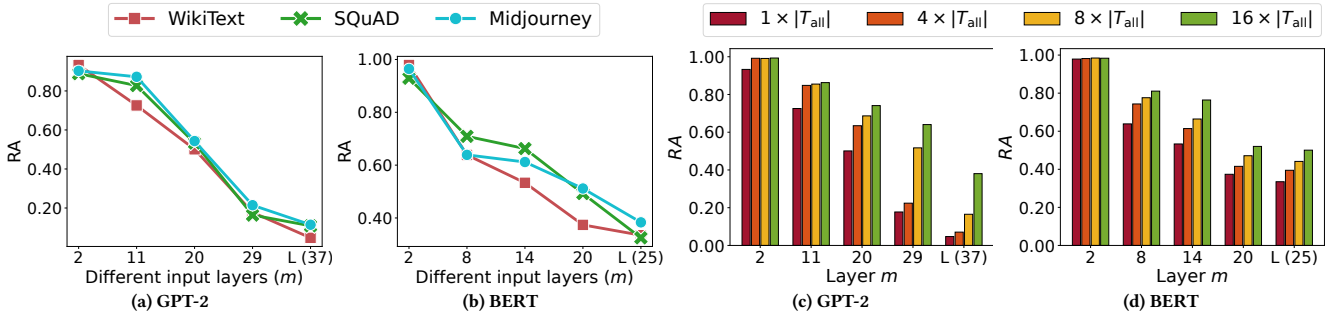 WikiText SQuAD Midjourney
1 × |T_all| 4 × |T_all| 8 × |T_all| 16 × |T_all|
RA
0.80
0.60
0.40
0.20
2 11 20 29 L (37)
Different input layers (m)
(a) GPT-2
RA
1.00
0.80
0.60
0.40
2 8 14 20 L (25)
Different input layers (m)
(b) BERT
RA
1.00
0.80
0.60
0.40
0.20
0.00
2 11 20 29 L (37)
Layer m
(c) GPT-2
RA
1.00
0.80
0.60
0.40
0.20
0.00
2 8 14 20 L (25)
Layer m
(d) BERT